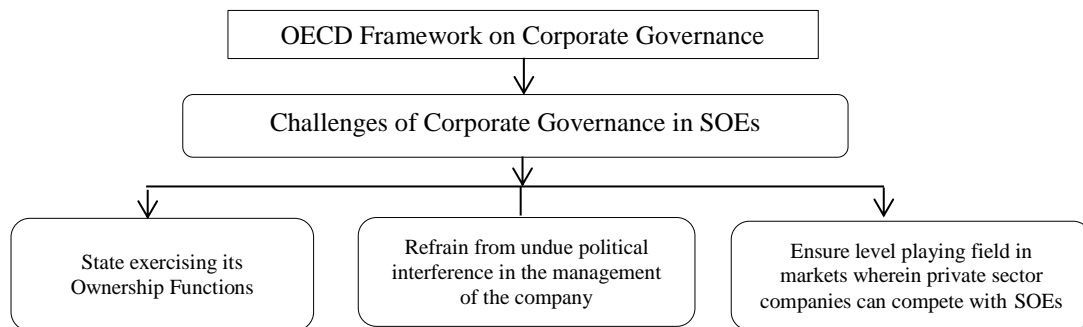 OECD Framework on Corporate Governance
Challenges of Corporate Governance in SOEs
State exercising its
Ownership Functions
Refrain from undue political
interference in the management
of the company
Ensure level playing field in
markets wherein private sector
companies can compete with SOEs